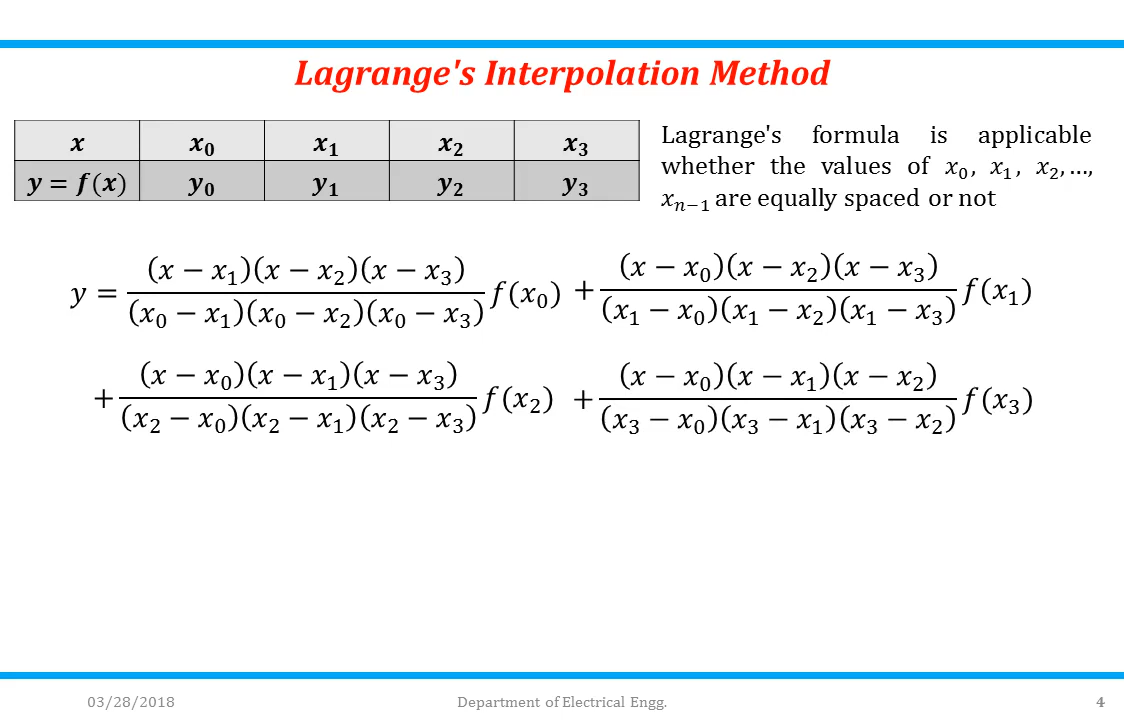 Lagrange's Interpolation Method
x x₀ x₁ x₂ x₃
y = f(x) y₀ y₁ y₂ y₃
Lagrange's formula is applicable
whether the values of x₀, x₁, x₂, …,
xₙ₋₁ are equally spaced or not
y = (x − x₁)(x − x₂)(x − x₃) / (x₀ − x₁)(x₀ − x₂)(x₀ − x₃) f(x₀) + (x − x₀)(x − x₂)(x − x₃) / (x₁ − x₀)(x₁ − x₂)(x₁ − x₃) f(x₁)
+ (x − x₀)(x − x₁)(x − x₃) / (x₂ − x₀)(x₂ − x₁)(x₂ − x₃) f(x₂) + (x − x₀)(x − x₁)(x − x₂) / (x₃ − x₀)(x₃ − x₁)(x₃ − x₂) f(x₃)
03/28/2018 Department of Electrical Engg. 4